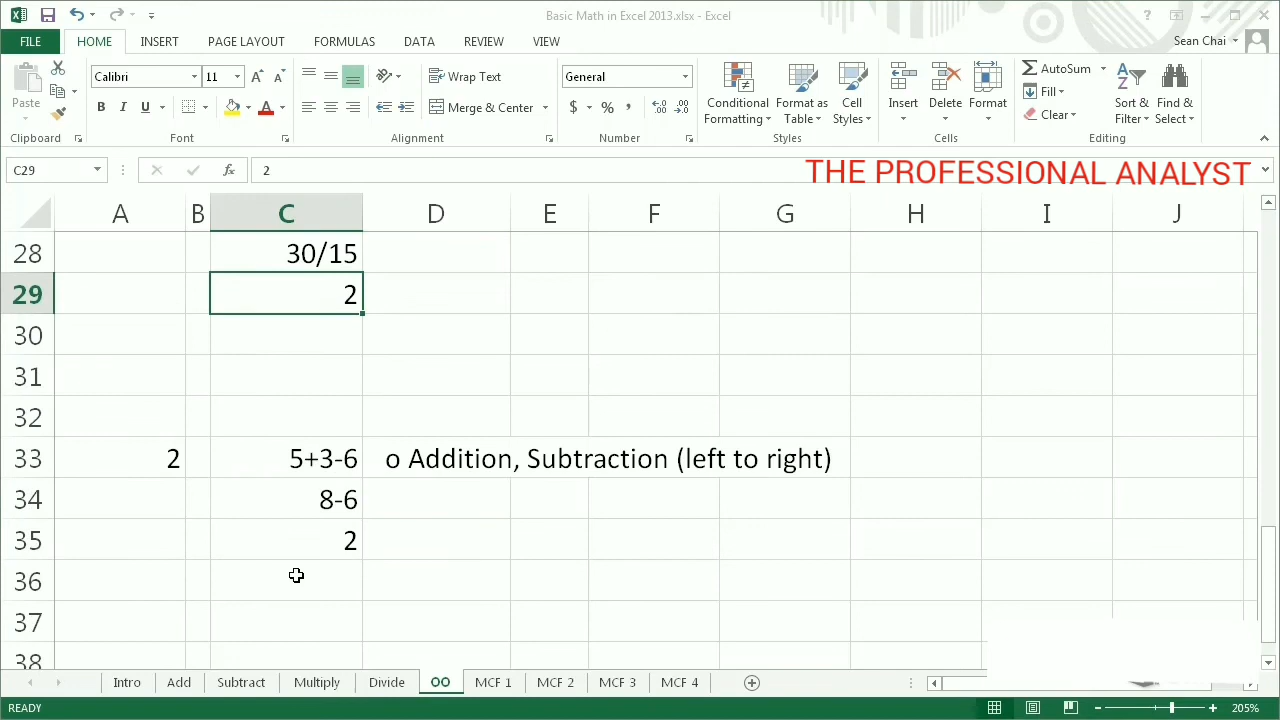 Basic Math in Excel 2013.xlsx - Excel
?
FILE HOME INSERT PAGE LAYOUT FORMULAS DATA REVIEW VIEW Sean Chai
Paste
Calibri 11 A A
B I U A
Wrap Text
Merge & Center
General
$ % , .0 .00
Conditional Formatting
Format as Table
Cell Styles
Insert Delete Format
Σ AutoSum
Fill
Clear
Sort & Filter
Find & Select
Clipboard Font Alignment Number Styles Cells Editing
C29 fx 2
THE PROFESSIONAL ANALYST
A B C D E F G H I J
28 30/15
29 2
30
31
32
33 2 5+3-6 o Addition, Subtraction (left to right)
34 8-6
35 2
36
37
38
Intro Add Subtract Multiply Divide OO MCF 1 MCF 2 MCF 3 MCF 4
READY 205%